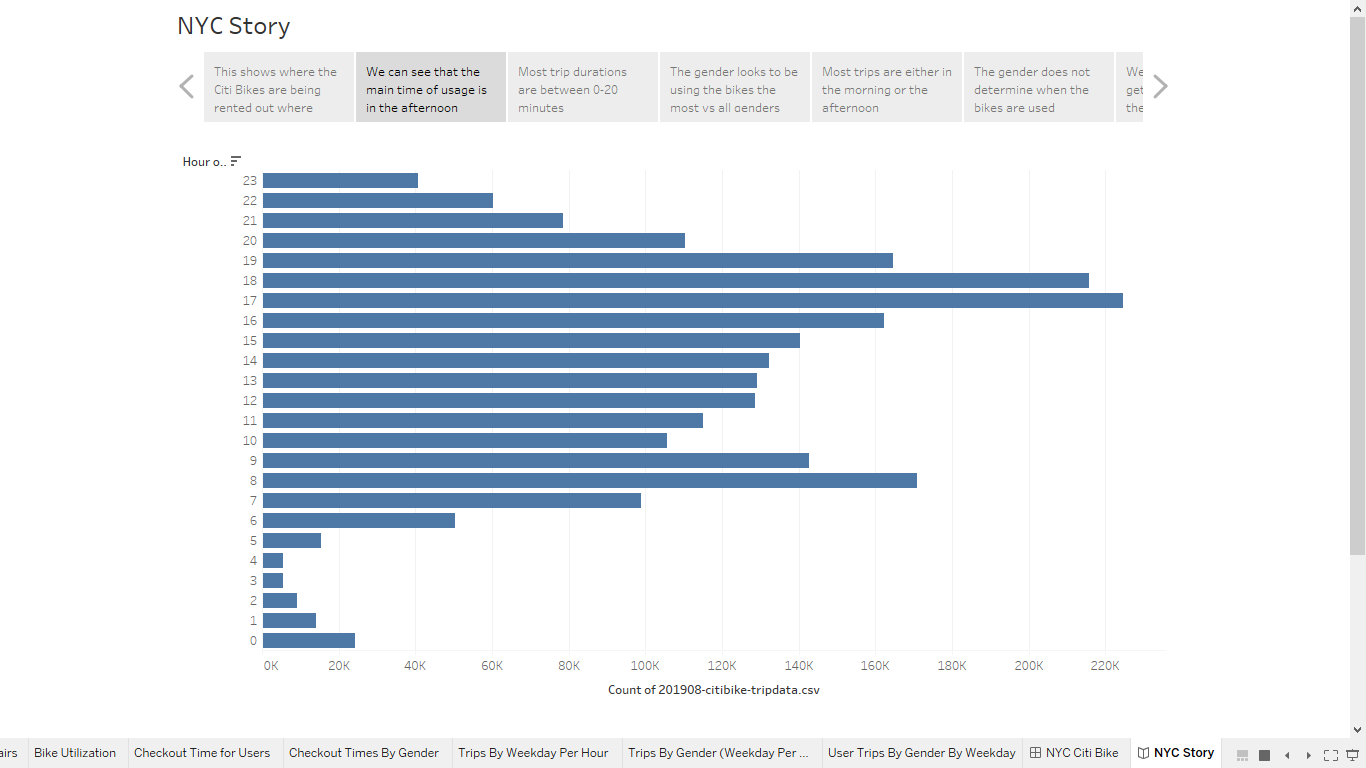 NYC Story
This shows where the
Citi Bikes are being
rented out where
We can see that the
main time of usage is
in the afternoon
Most trip durations
are between 0-20
minutes
The gender looks to be
using the bikes the
most vs all genders
Most trips are either in
the morning or the
afternoon
The gender does not
determine when the
bikes are used
We
get
the
Hour o..
23
22
21
20
19
18
17
16
15
14
13
12
11
10
9
8
7
6
5
4
3
2
1
0
0K 20K 40K 60K 80K 100K 120K 140K 160K 180K 200K 220K
Count of 201908-citibike-tripdata.csv
airs Bike Utilization Checkout Time for Users Checkout Times By Gender Trips By Weekday Per Hour Trips By Gender (Weekday Per ... User Trips By Gender By Weekday NYC Citi Bike NYC Story